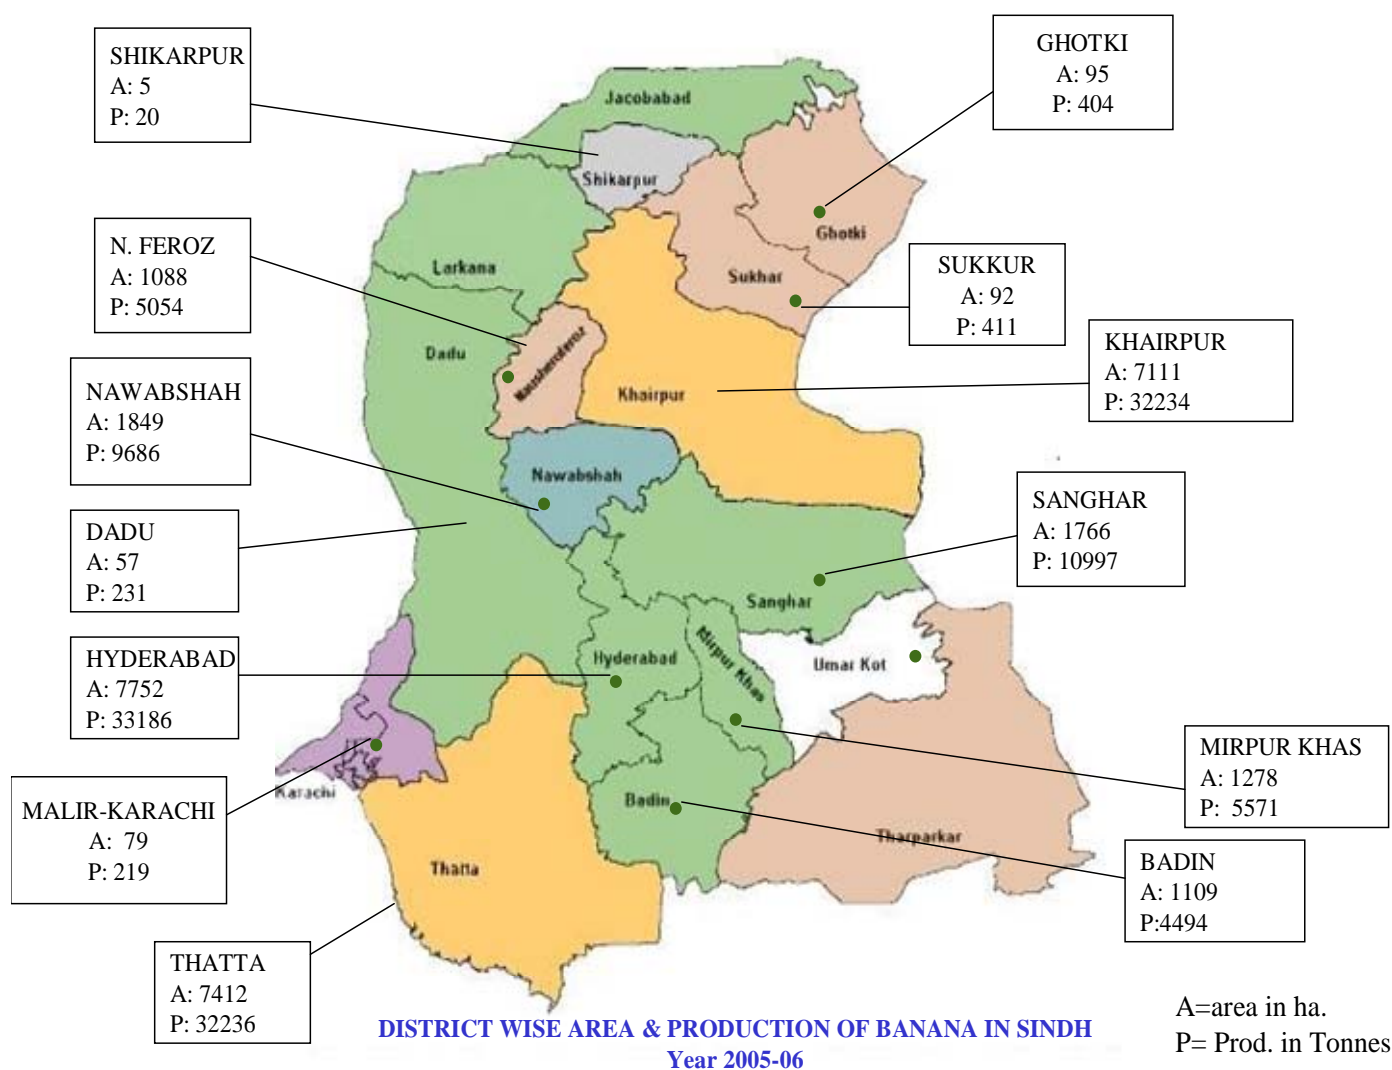 SHIKARPUR
A: 5
P: 20
GHOTKI
A: 95
P: 404
Jacobabad
Shikarpur
N. FEROZ
A: 1088
P: 5054
Ghotki
Larkana
Sukhar
SUKKUR
A: 92
P: 411
Dadu
Nausheroferoz
KHAIRPUR
A: 7111
P: 32234
Khairpur
NAWABSHAH
A: 1849
P: 9686
Nawabshah
SANGHAR
A: 1766
P: 10997
DADU
A: 57
P: 231
Sanghar
HYDERABAD
A: 7752
P: 33186
Hyderabad
Mirpur Khas
Umar Kot
MIRPUR KHAS
A: 1278
P: 5571
MALIR-KARACHI
A: 79
P: 219
Karachi
Badin
Tharparkar
BADIN
A: 1109
P:4494
Thatta
THATTA
A: 7412
P: 32236
A=area in ha.
P= Prod. in Tonnes
DISTRICT WISE AREA & PRODUCTION OF BANANA IN SINDH
Year 2005-06